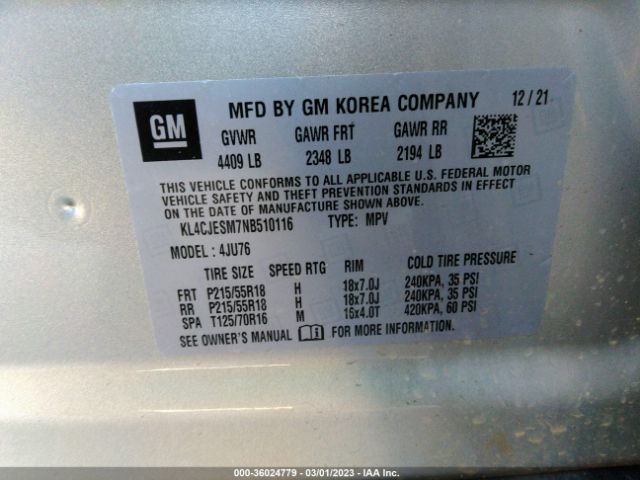 GM
MFD BY GM KOREA COMPANY 12/21
GVWR GAWR FRT GAWR RR
4409 LB 2348 LB 2194 LB
THIS VEHICLE CONFORMS TO ALL APPLICABLE U.S. FEDERAL MOTOR
VEHICLE SAFETY AND THEFT PREVENTION STANDARDS IN EFFECT
ON THE DATE OF MANUFACTURE SHOWN ABOVE.
KL4CJESM7NB510116 TYPE: MPV
MODEL: 4JU76
TIRE SIZE SPEED RTG RIM COLD TIRE PRESSURE
FRT P215/55R18 H 18x7.0J 240KPA, 35 PSI
RR P215/55R18 H 18x7.0J 240KPA, 35 PSI
SPA T125/70R16 M 16x4.0T 420KPA, 60 PSI
SEE OWNER'S MANUAL FOR MORE INFORMATION.
000-36024779 - 03/01/2023 - IAA Inc.